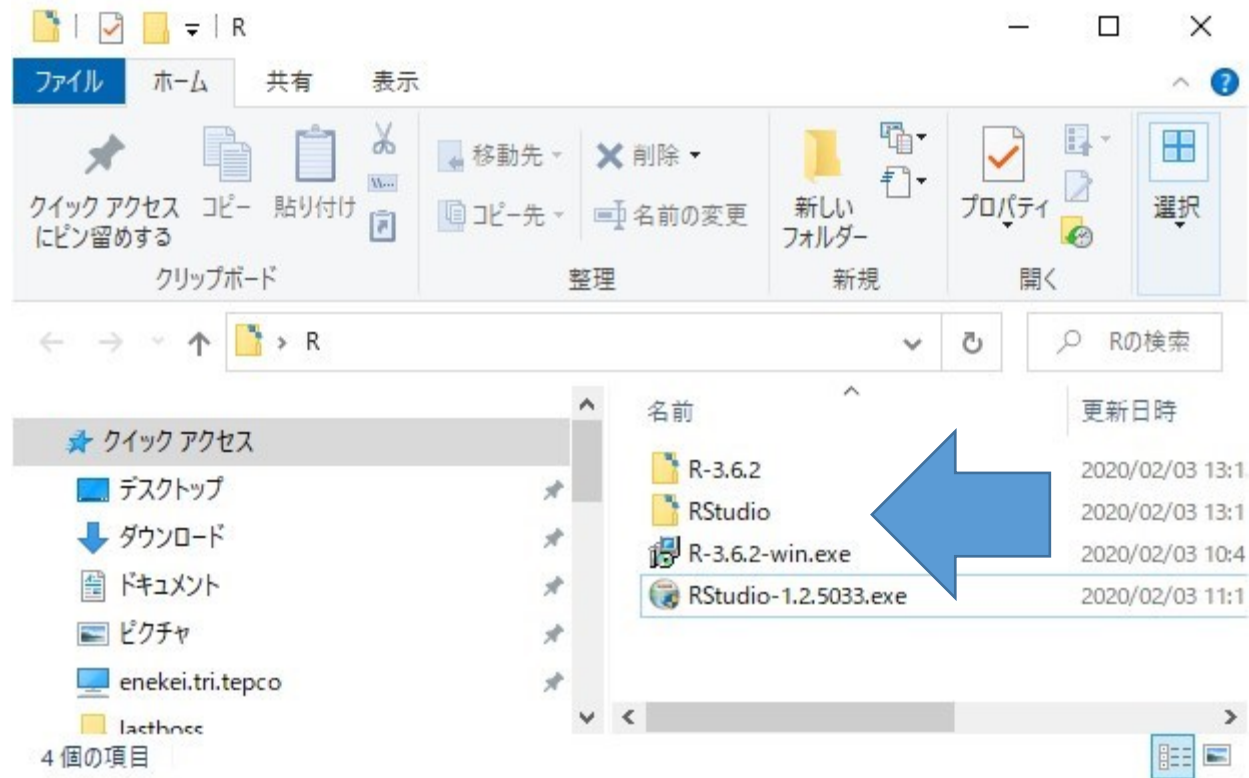 R
ファイル ホーム 共有 表示
クイック アクセス
にピン留めする
コピー
貼り付け
移動先
コピー先
削除
名前の変更
新しい
フォルダー
プロパティ
選択
クリップボード 整理 新規 開く
R
Rの検索
クイック アクセス
デスクトップ
ダウンロード
ドキュメント
ピクチャ
enekei.tri.tepco
lastboss
名前 更新日時
R-3.6.2 2020/02/03 13:1
RStudio 2020/02/03 13:1
R-3.6.2-win.exe 2020/02/03 10:4
RStudio-1.2.5033.exe 2020/02/03 11:1
4 個の項目